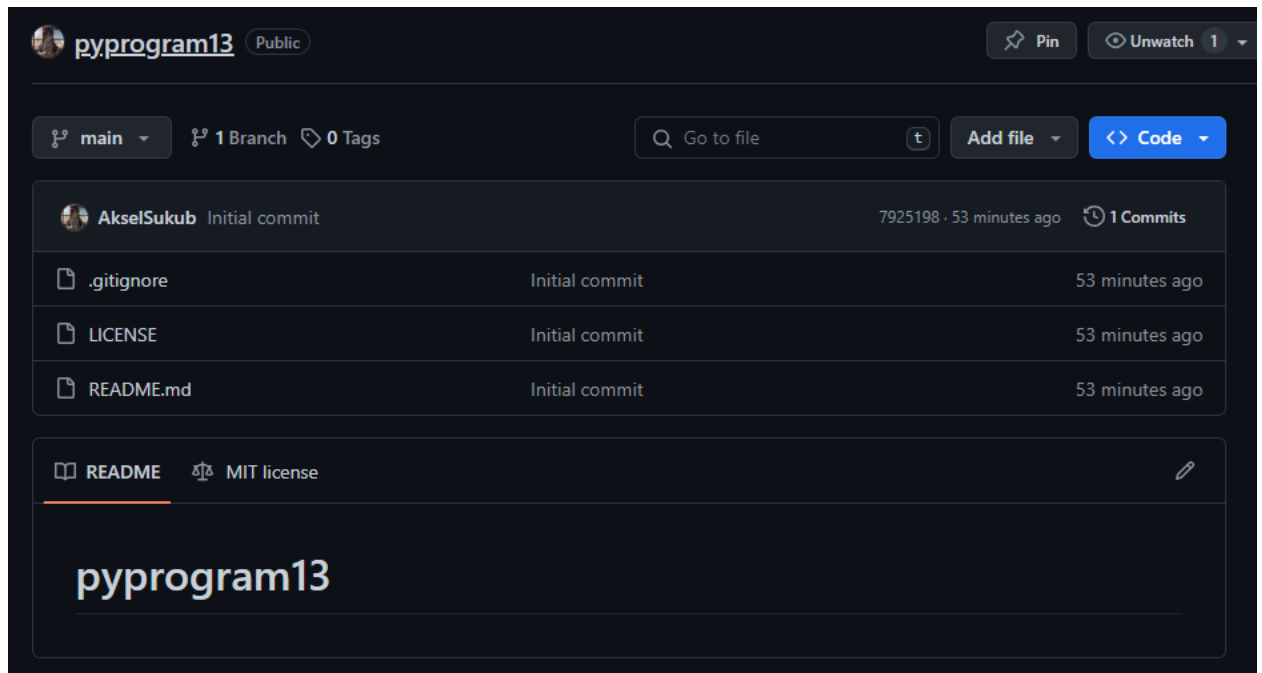 pyprogram13 Public Pin Unwatch 1
main 1 Branch 0 Tags Go to file t Add file Code
AkselSukub Initial commit 7925198 · 53 minutes ago 1 Commits
.gitignore Initial commit 53 minutes ago
LICENSE Initial commit 53 minutes ago
README.md Initial commit 53 minutes ago
README MIT license
pyprogram13